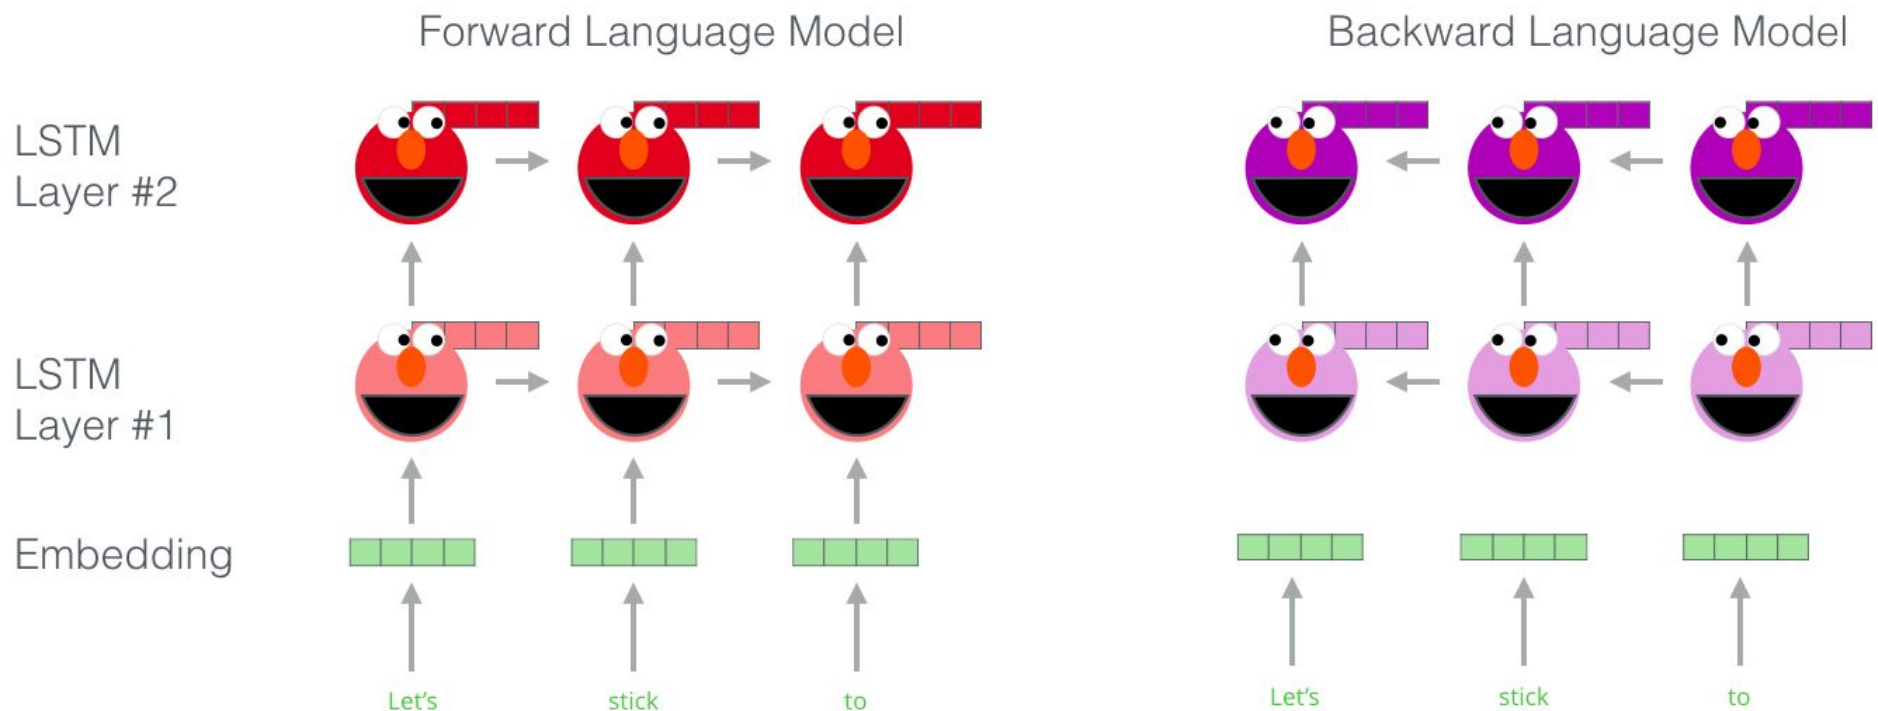 Forward Language Model
Backward Language Model
LSTM
Layer #2
LSTM
Layer #1
Embedding
Let's
stick
to
Let's
stick
to